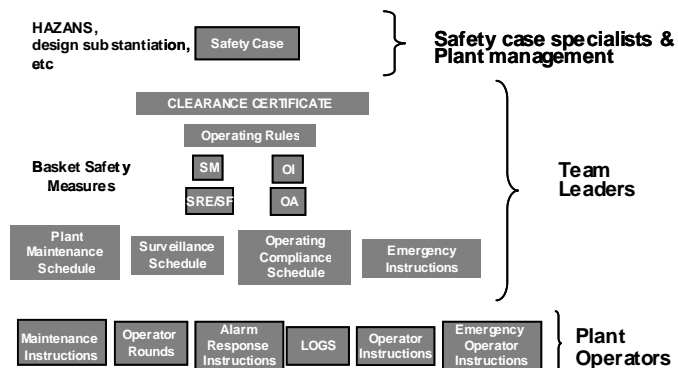 HAZANS,
design substantiation,
etc
Safety Case
Safety case specialists &
Plant management
CLEARANCE CERTIFICATE
Operating Rules
Basket Safety
Measures
SM
OI
SRE/SF
OA
Team
Leaders
Plant
Maintenance
Schedule
Surveillance
Schedule
Operating
Compliance
Schedule
Emergency
Instructions
Maintenance
Instructions
Operator
Rounds
Alarm
Response
Instructions
LOGS
Operator
Instructions
Emergency
Operator
Instructions
Plant
Operators